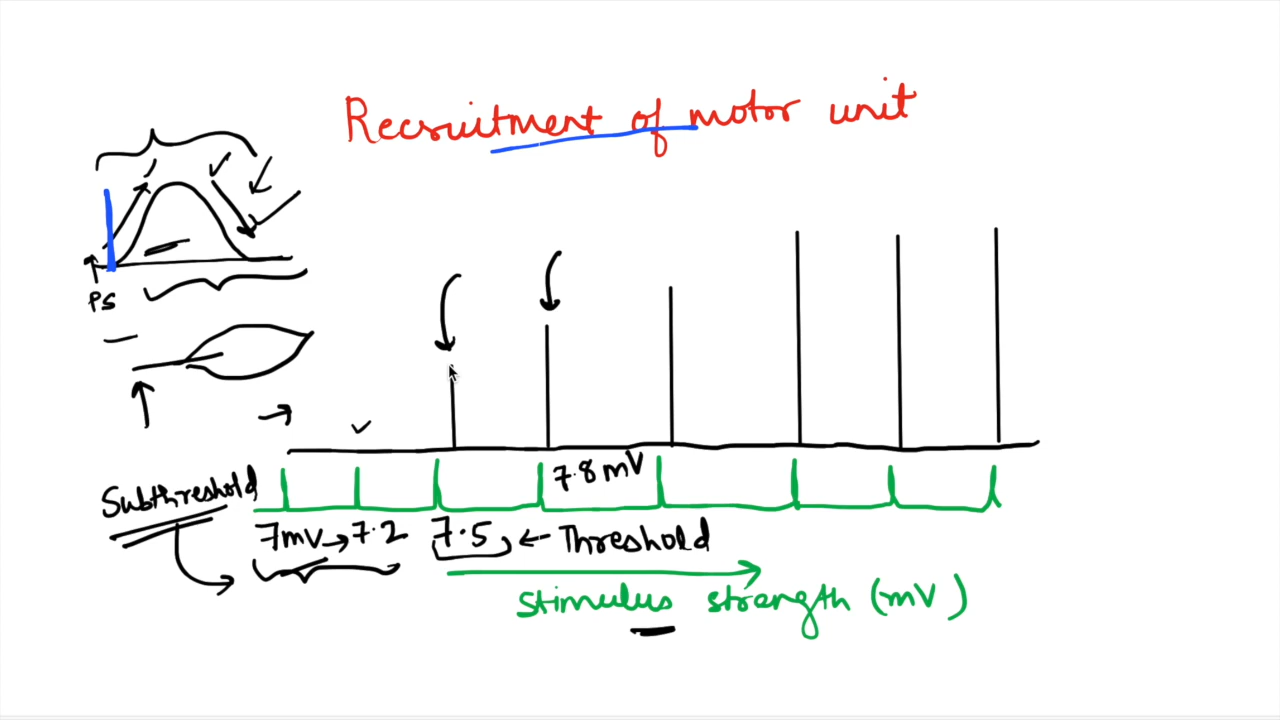 Recruitment of motor unit
PS
7.8 mV
Subthreshold
7mv → 7.2 7.5 ← Threshold
stimulus strength (mV)